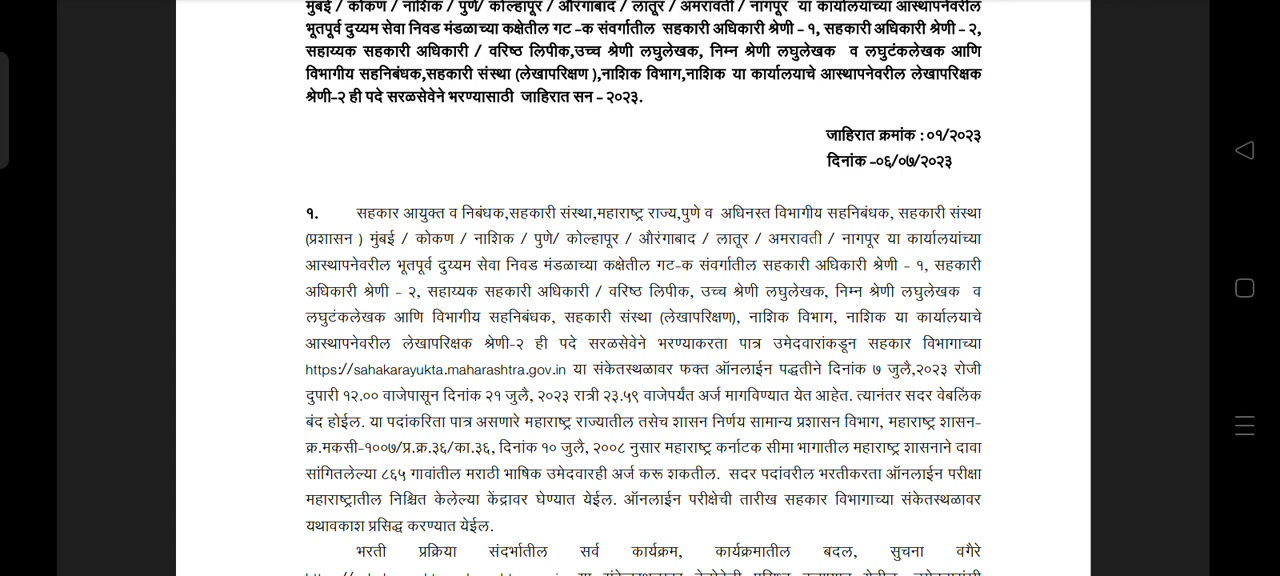 मुंबई / कोकण / नाशिक / पुणे/ कोल्हापूर / औरंगाबाद / लातूर / अमरावती / नागपूर या कार्यालयाच्या आस्थापनेवरील
भूतपूर्व दुय्यम सेवा निवड मंडळाच्या कक्षेतील गट -क संवर्गातील सहकारी अधिकारी श्रेणी - १, सहकारी अधिकारी श्रेणी - २,
सहाय्यक सहकारी अधिकारी / वरिष्ठ लिपीक,उच्च श्रेणी लघुलेखक, निम्न श्रेणी लघुलेखक व लघुटंकलेखक आणि
विभागीय सहनिबंधक,सहकारी संस्था (लेखापरिक्षण ),नाशिक विभाग,नाशिक या कार्यालयाचे आस्थापनेवरील लेखापरिक्षक
श्रेणी-२ ही पदे सरळसेवेने भरण्यासाठी जाहिरात सन - २०२३.
जाहिरात क्रमांक : ०१/२०२३
दिनांक -०६/०७/२०२३
१. सहकार आयुक्त व निबंधक,सहकारी संस्था,महाराष्ट्र राज्य,पुणे व अधिनस्त विभागीय सहनिबंधक, सहकारी संस्था
(प्रशासन ) मुंबई / कोकण / नाशिक / पुणे/ कोल्हापूर / औरंगाबाद / लातूर / अमरावती / नागपूर या कार्यालयांच्या
आस्थापनेवरील भूतपूर्व दुय्यम सेवा निवड मंडळाच्या कक्षेतील गट-क संवर्गातील सहकारी अधिकारी श्रेणी - १, सहकारी
अधिकारी श्रेणी - २, सहाय्यक सहकारी अधिकारी / वरिष्ठ लिपीक, उच्च श्रेणी लघुलेखक, निम्न श्रेणी लघुलेखक व
लघुटंकलेखक आणि विभागीय सहनिबंधक, सहकारी संस्था (लेखापरिक्षण), नाशिक विभाग, नाशिक या कार्यालयाचे
आस्थापनेवरील लेखापरिक्षक श्रेणी-२ ही पदे सरळसेवेने भरण्याकरता पात्र उमेदवारांकडून सहकार विभागाच्या
https://sahakarayukta.maharashtra.gov.in या संकेतस्थळावर फक्त ऑनलाईन पद्धतीने दिनांक ७ जुलै,२०२३ रोजी
दुपारी १२.०० वाजेपासून दिनांक २१ जुलै, २०२३ रात्री २३.५९ वाजेपर्यंत अर्ज मागविण्यात येत आहेत. त्यानंतर सदर वेबलिंक
बंद होईल. या पदांकरिता पात्र असणारे महाराष्ट्र राज्यातील तसेच शासन निर्णय सामान्य प्रशासन विभाग, महाराष्ट्र शासन-
क्र.मकसी-१००७/प्र.क्र.३६/का.३६, दिनांक १० जुलै, २००८ नुसार महाराष्ट्र कर्नाटक सीमा भागातील महाराष्ट्र शासनाने दावा
सांगितलेल्या ८६५ गावांतील मराठी भाषिक उमेदवारही अर्ज करू शकतील. सदर पदांवरील भरतीकरता ऑनलाईन परीक्षा
महाराष्ट्रातील निश्चित केलेल्या केंद्रावर घेण्यात येईल. ऑनलाईन परीक्षेची तारीख सहकार विभागाच्या संकेतस्थळावर
यथावकाश प्रसिद्ध करण्यात येईल.
भरती प्रक्रिया संदर्भातील सर्व कार्यक्रम, कार्यक्रमातील बदल, सुचना वगैरे